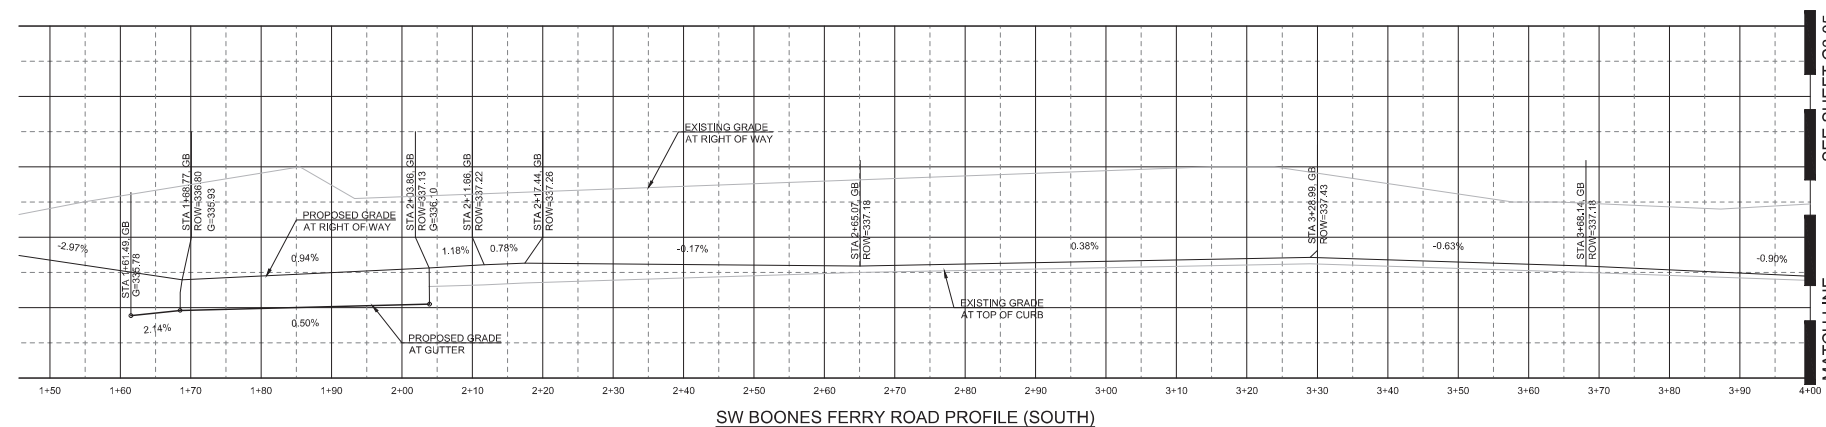 EXISTING GRADE
AT RIGHT OF WAY
STA 1+61.49, GB
G=335.78
STA 1+68.77, GB
ROW=336.80
G=335.93
STA 2+03.86, GB
ROW=337.13
G=336.10
STA 2+11.66, GB
ROW=337.22
STA 2+17.44, GB
ROW=337.26
STA 2+65.07, GB
ROW=337.18
STA 3+28.99, GB
ROW=337.43
STA 3+68.14, GB
ROW=337.18
PROPOSED GRADE
AT RIGHT OF WAY
-2.97%
0.94%
1.18%
0.78%
-0.17%
0.38%
-0.63%
-0.90%
2.14%
0.50%
EXISTING GRADE
AT TOP OF CURB
PROPOSED GRADE
AT GUTTER
1+50 1+60 1+70 1+80 1+90 2+00 2+10 2+20 2+30 2+40 2+50 2+60 2+70 2+80 2+90 3+00 3+10 3+20 3+30 3+40 3+50 3+60 3+70 3+80 3+90 4+00
SW BOONES FERRY ROAD PROFILE (SOUTH)